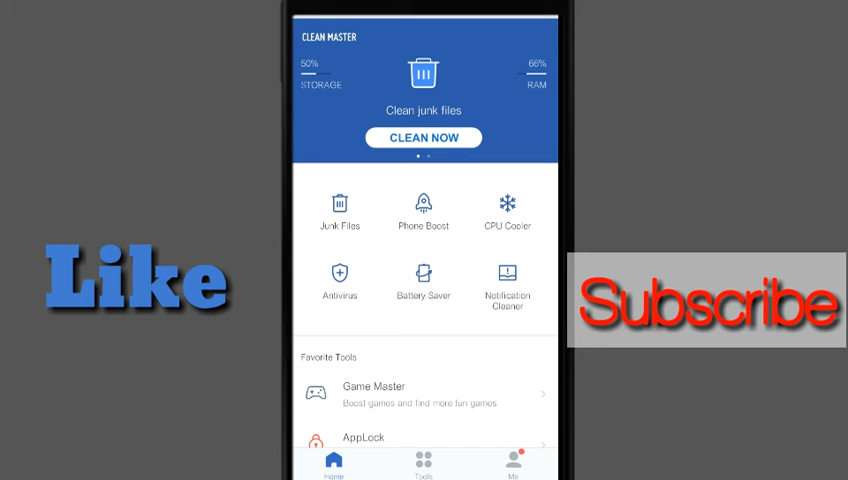 CLEAN MASTER
50%
STORAGE
66%
RAM
Clean junk files
CLEAN NOW
Junk Files
Phone Boost
CPU Cooler
Antivirus
Battery Saver
Notification
Cleaner
Favorite Tools
Game Master
Boost games and find more fun games
AppLock
Home
Tools
Me
Like
Subscribe